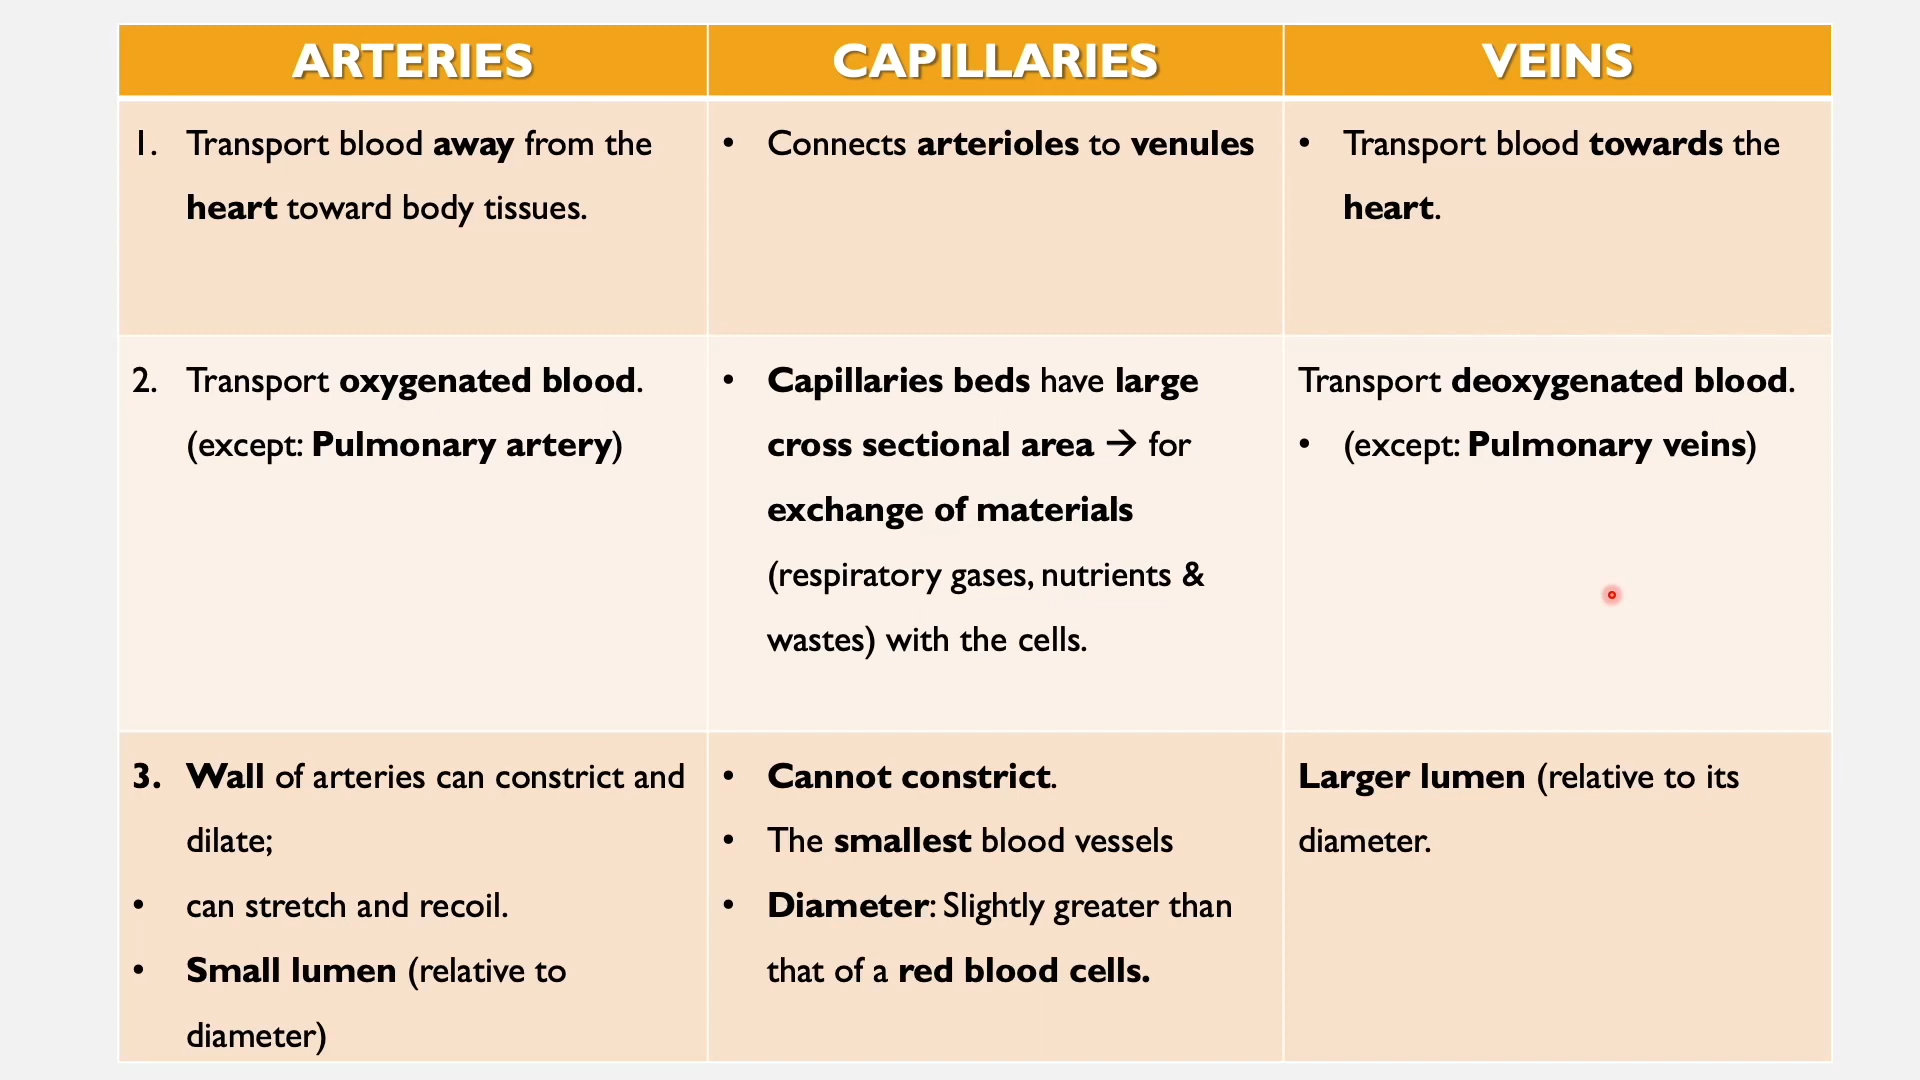 ARTERIES
CAPILLARIES
VEINS
1. Transport blood away from the
heart toward body tissues.
• Connects arterioles to venules
• Transport blood towards the
heart.
2. Transport oxygenated blood.
(except: Pulmonary artery)
• Capillaries beds have large
cross sectional area → for
exchange of materials
(respiratory gases, nutrients &
wastes) with the cells.
Transport deoxygenated blood.
• (except: Pulmonary veins)
3. Wall of arteries can constrict and
dilate;
• can stretch and recoil.
• Small lumen (relative to
diameter)
• Cannot constrict.
• The smallest blood vessels
• Diameter: Slightly greater than
that of a red blood cells.
Larger lumen (relative to its
diameter.